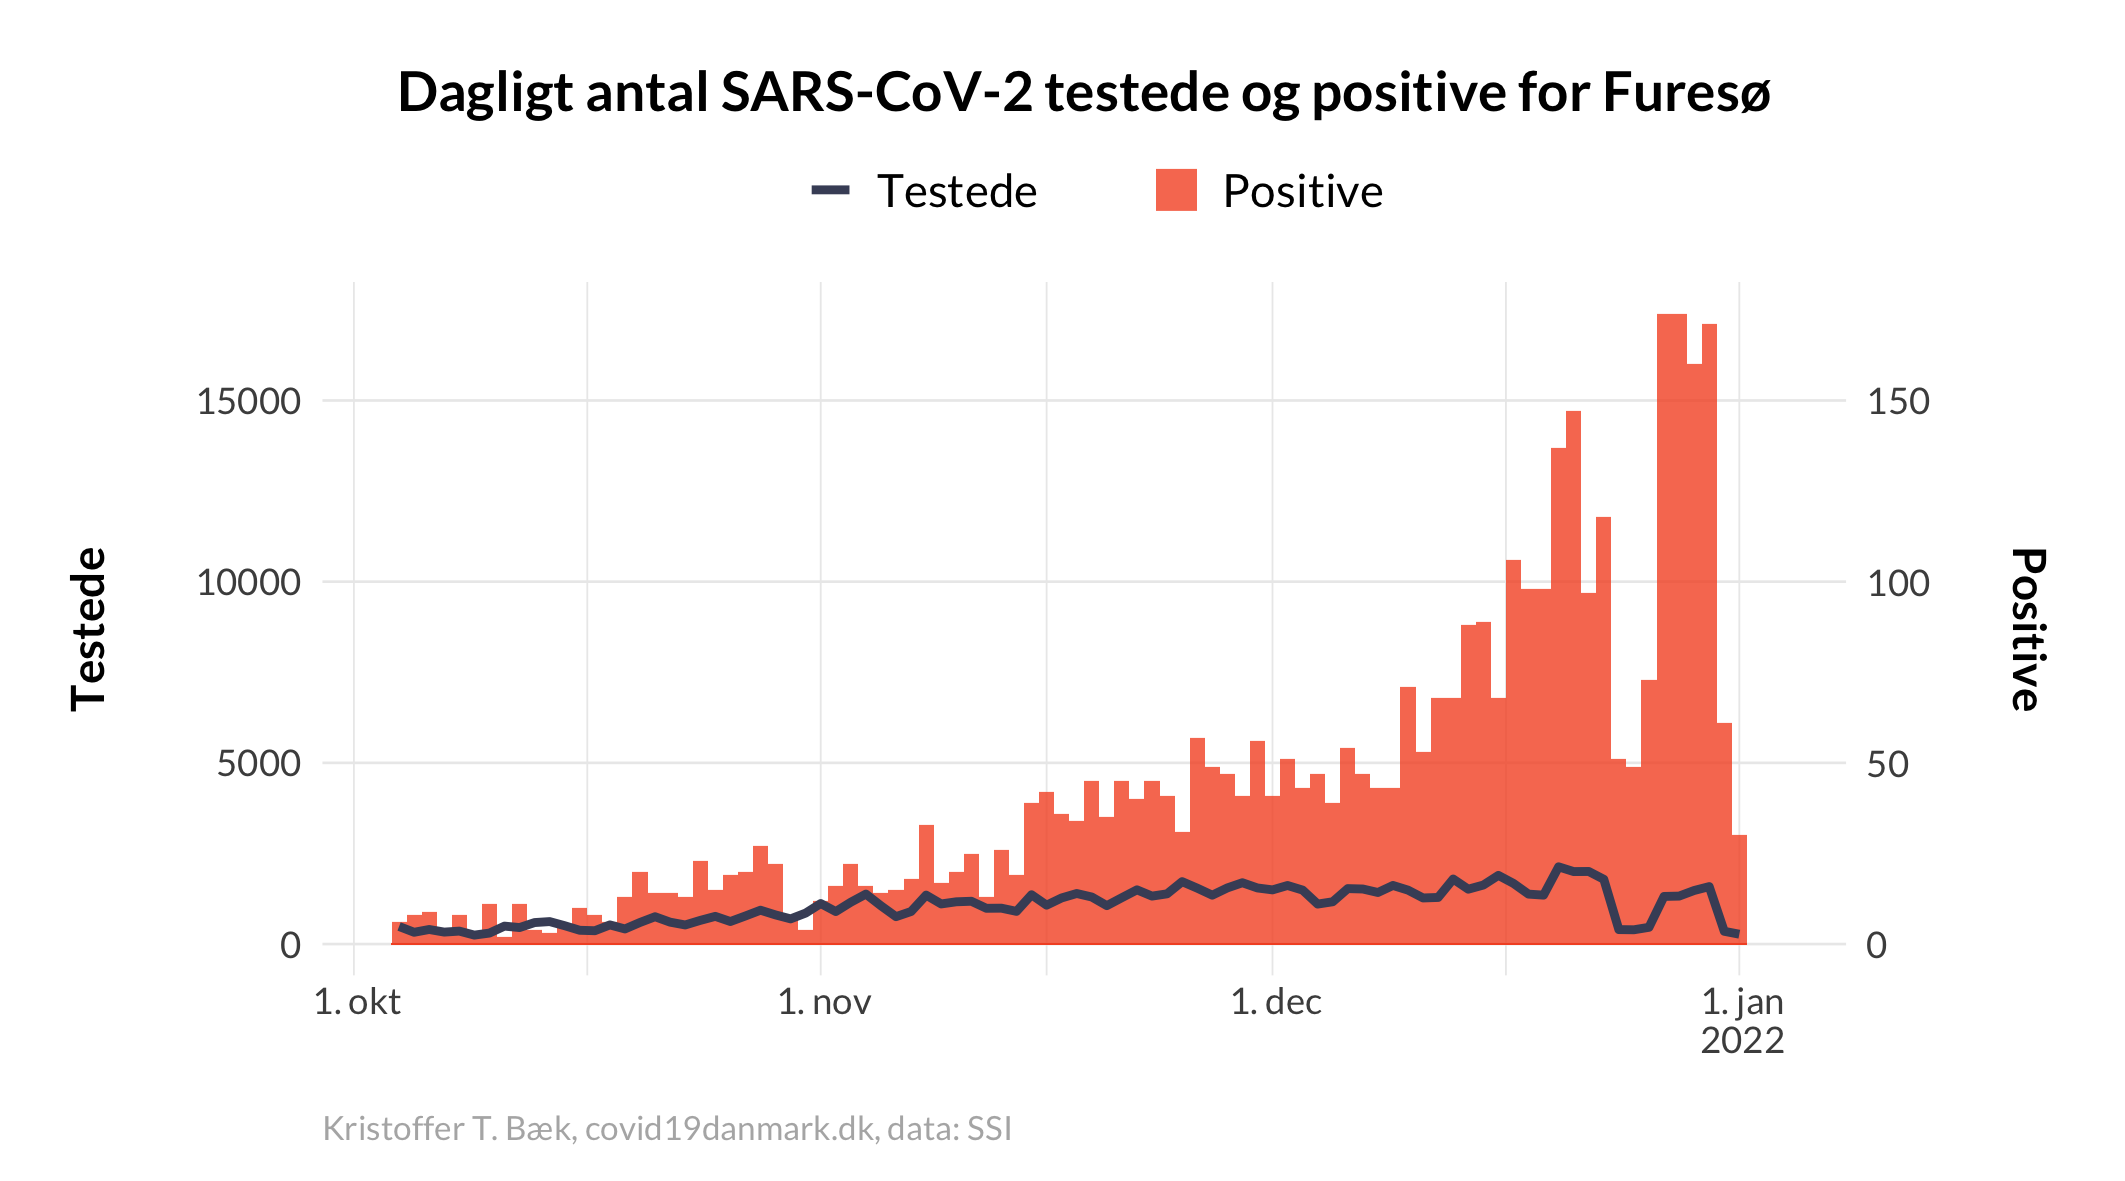 Dagligt antal SARS-CoV-2 testede og positive for Furesø
Testede
Positive
15000
10000
5000
0
150
100
50
0
Testede
Positive
1. okt
1. nov
1. dec
1. jan
2022
Kristoffer T. Bæk, covid19danmark.dk, data: SSI